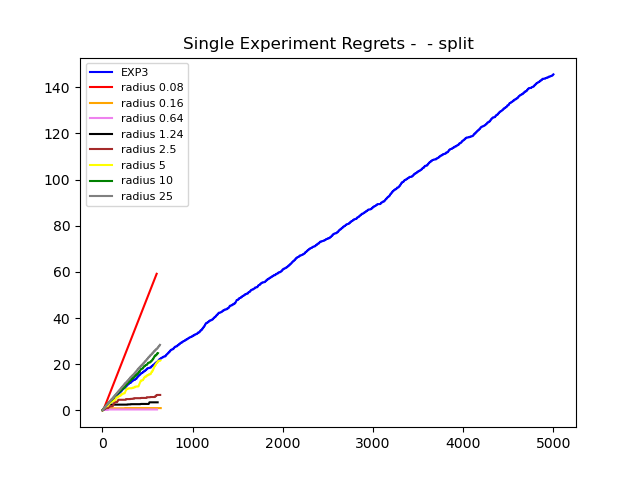 Single Experiment Regrets -  - split
EXP3
radius 0.08
radius 0.16
radius 0.64
radius 1.24
radius 2.5
radius 5
radius 10
radius 25
140
120
100
80
60
40
20
0
0 1000 2000 3000 4000 5000